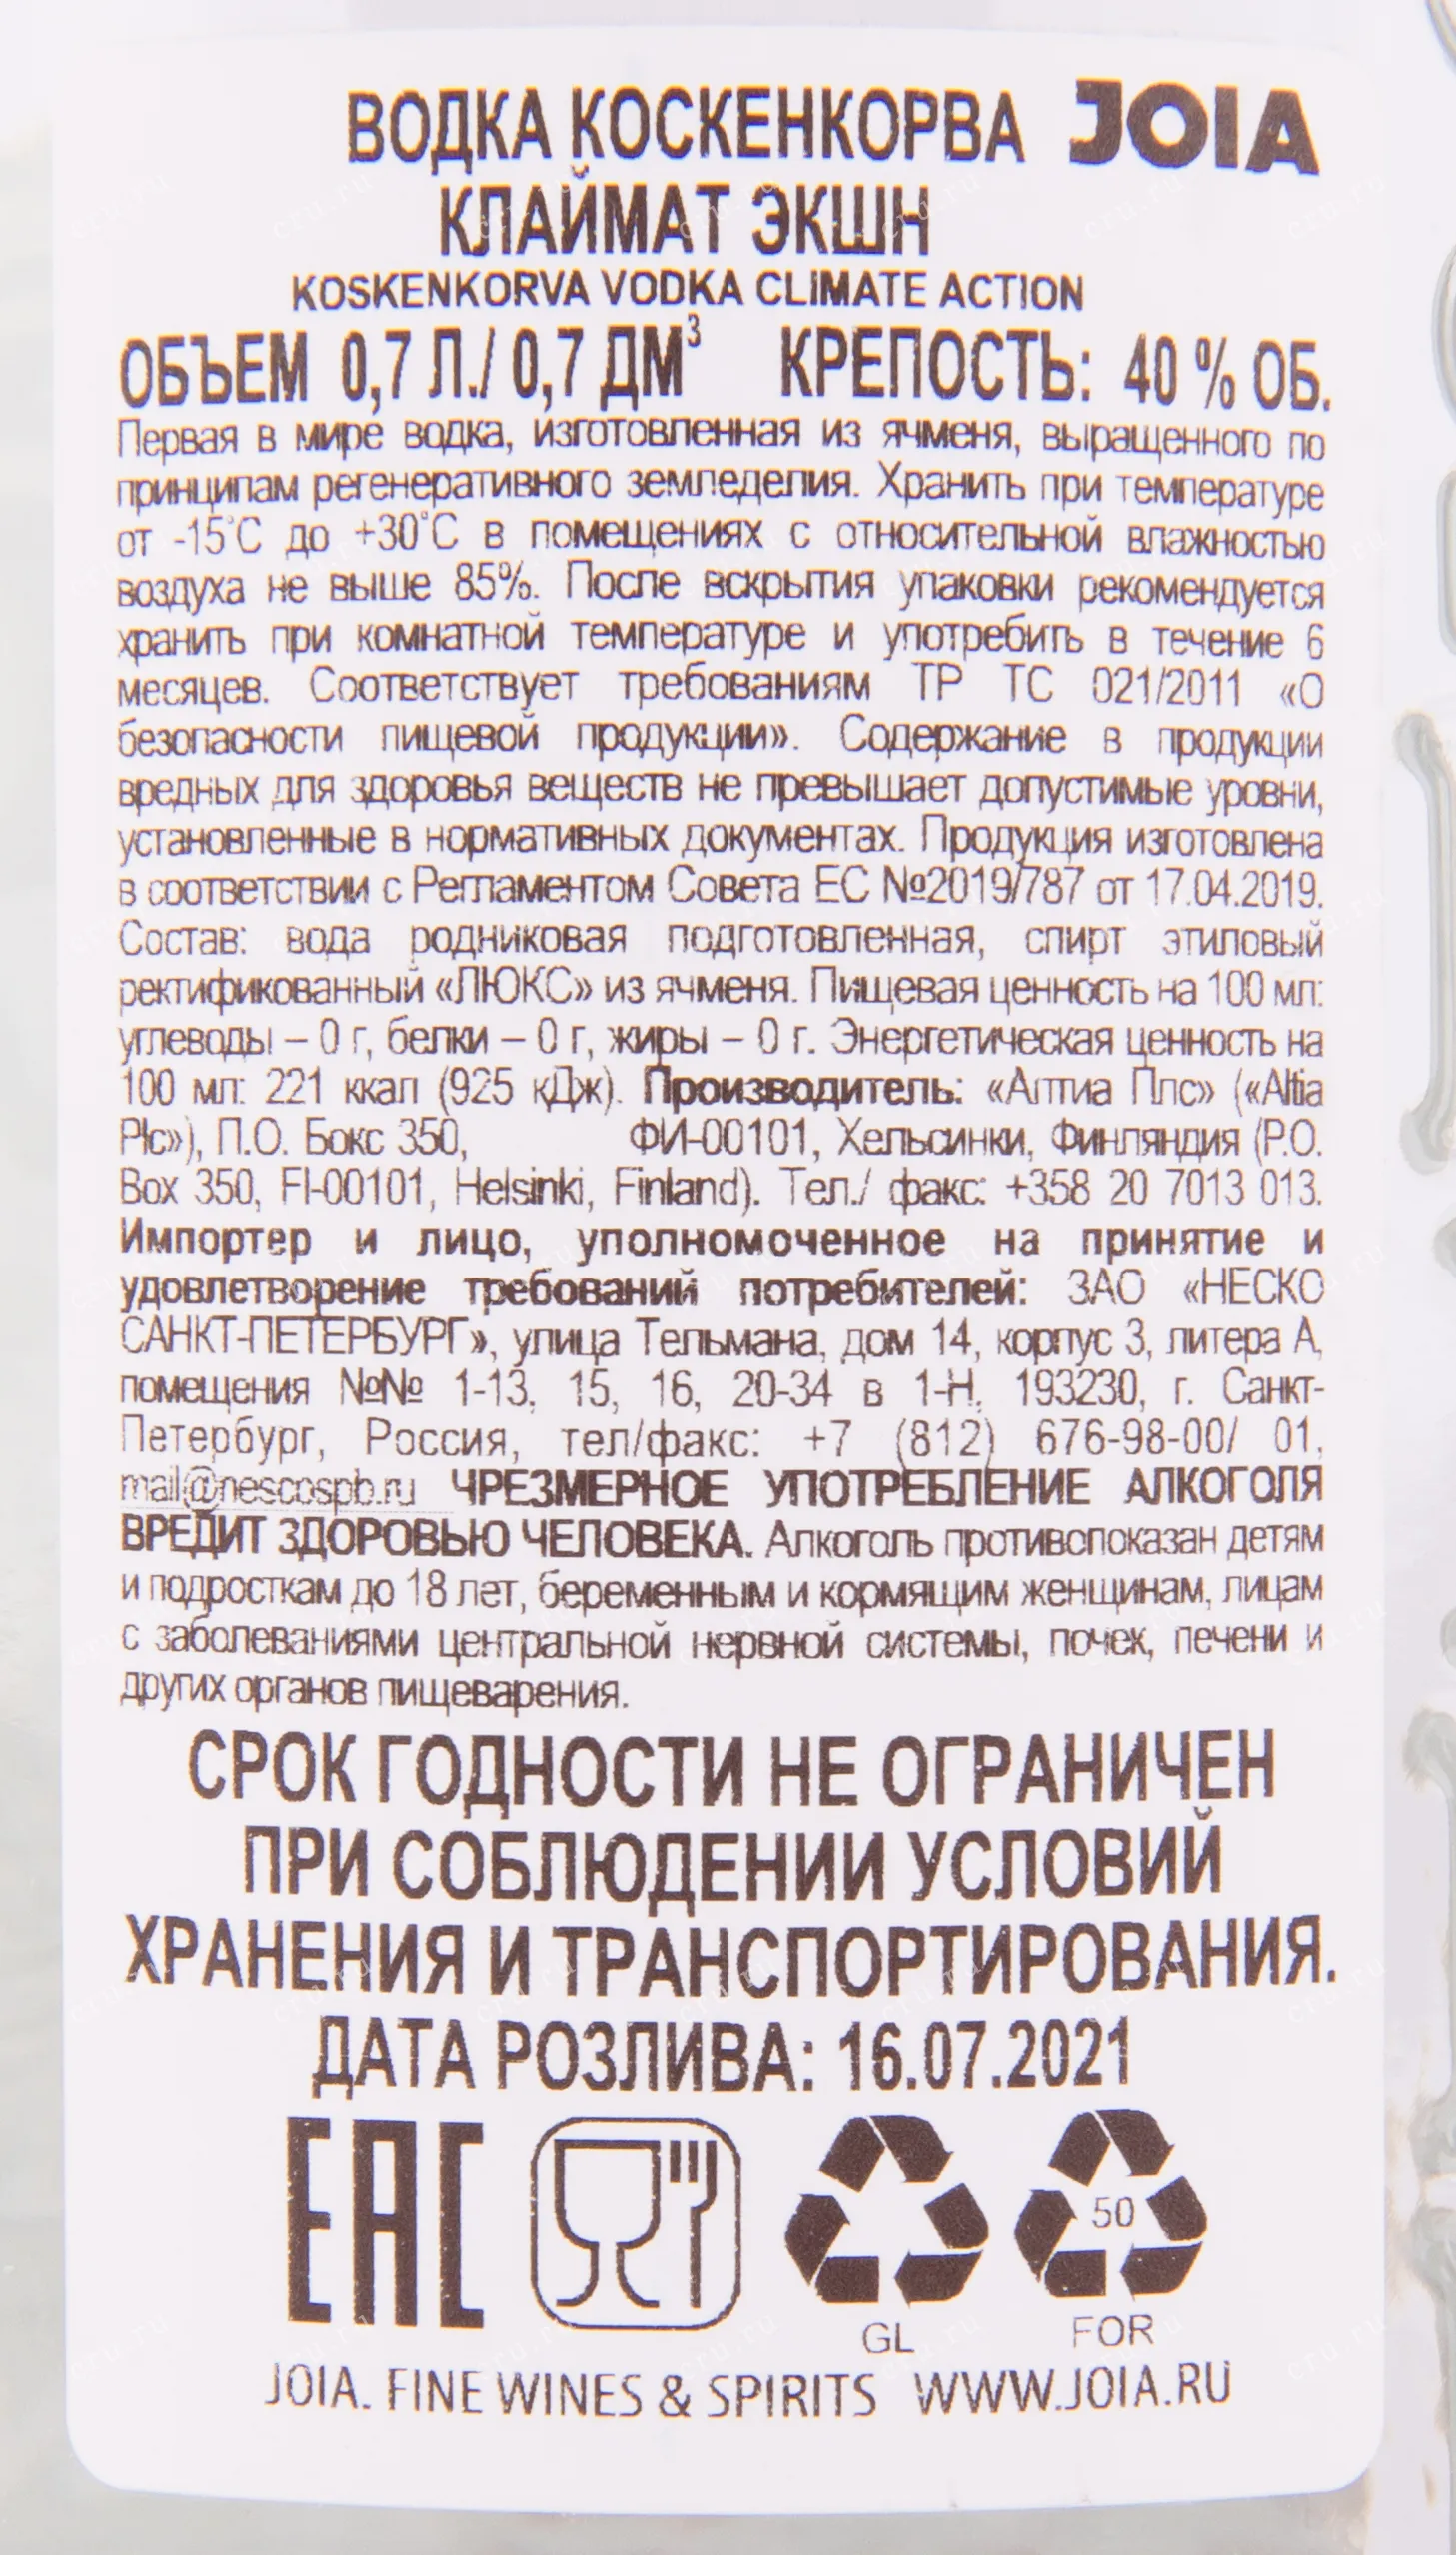 ВОДКА КОСКЕНКОРВА JOIA
КЛАЙМАТ ЭКШН
KOSKENKORVA VODKA CLIMATE ACTION
ОБЪЕМ 0,7 Л./ 0,7 ДМ³ КРЕПОСТЬ: 40 % ОБ.
Первая в мире водка, изготовленная из ячменя, выращенного по
принципам регенеративного земледелия. Хранить при температуре
от -15°С до +30°С в помещениях с относительной влажностью
воздуха не выше 85%. После вскрытия упаковки рекомендуется
хранить при комнатной температуре и употребить в течение 6
месяцев. Соответствует требованиям ТР ТС 021/2011 «О
безопасности пищевой продукции». Содержание в продукции
вредных для здоровья веществ не превышает допустимые уровни,
установленные в нормативных документах. Продукция изготовлена
в соответствии с Регламентом Совета ЕС №2019/787 от 17.04.2019.
Состав: вода родниковая подготовленная, спирт этиловый
ректификованный «ЛЮКС» из ячменя. Пищевая ценность на 100 мл:
углеводы – 0 г, белки – 0 г, жиры – 0 г. Энергетическая ценность на
100 мл: 221 ккал (925 кДж). Производитель: «Алтиа Плс» («Altia
Plc»), П.О. Бокс 350, ФИ-00101, Хельсинки, Финляндия (P.O.
Box 350, FI-00101, Helsinki, Finland). Тел./ факс: +358 20 7013 013.
Импортер и лицо, уполномоченное на принятие и
удовлетворение требований потребителей: ЗАО «НЕСКО
САНКТ-ПЕТЕРБУРГ», улица Тельмана, дом 14, корпус 3, литера А,
помещения №№ 1-13, 15, 16, 20-34 в 1-Н, 193230, г. Санкт-
Петербург, Россия, тел/факс: +7 (812) 676-98-00/ 01,
mail@nescospb.ru ЧРЕЗМЕРНОЕ УПОТРЕБЛЕНИЕ АЛКОГОЛЯ
ВРЕДИТ ЗДОРОВЬЮ ЧЕЛОВЕКА. Алкоголь противопоказан детям
и подросткам до 18 лет, беременным и кормящим женщинам, лицам
с заболеваниями центральной нервной системы, почек, печени и
других органов пищеварения.
СРОК ГОДНОСТИ НЕ ОГРАНИЧЕН
ПРИ СОБЛЮДЕНИИ УСЛОВИЙ
ХРАНЕНИЯ И ТРАНСПОРТИРОВАНИЯ.
ДАТА РОЗЛИВА: 16.07.2021
EAC 50
GL FOR
JOIA. FINE WINES & SPIRITS WWW.JOIA.RU